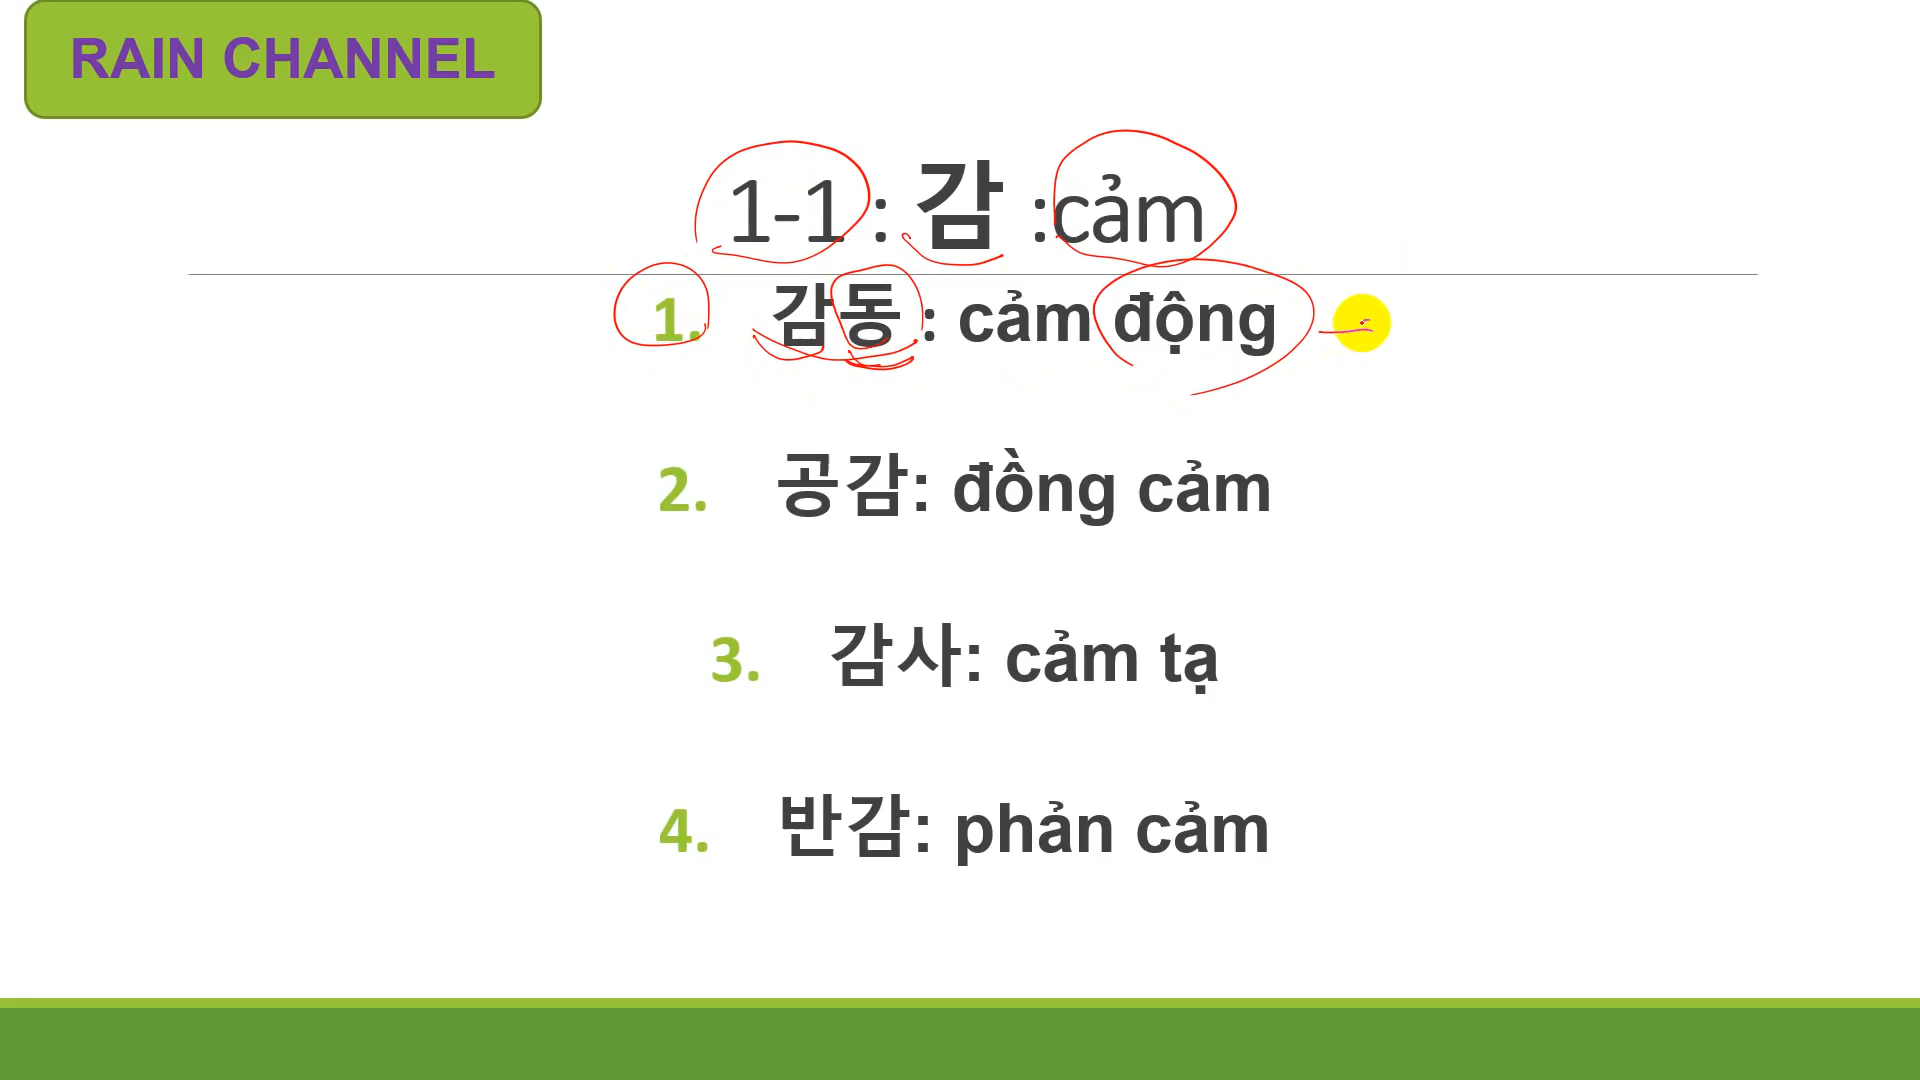 RAIN CHANNEL
1-1 : 감 :cảm
1. 감동 : cảm động
2. 공감: đồng cảm
3. 감사: cảm tạ
4. 반감: phản cảm